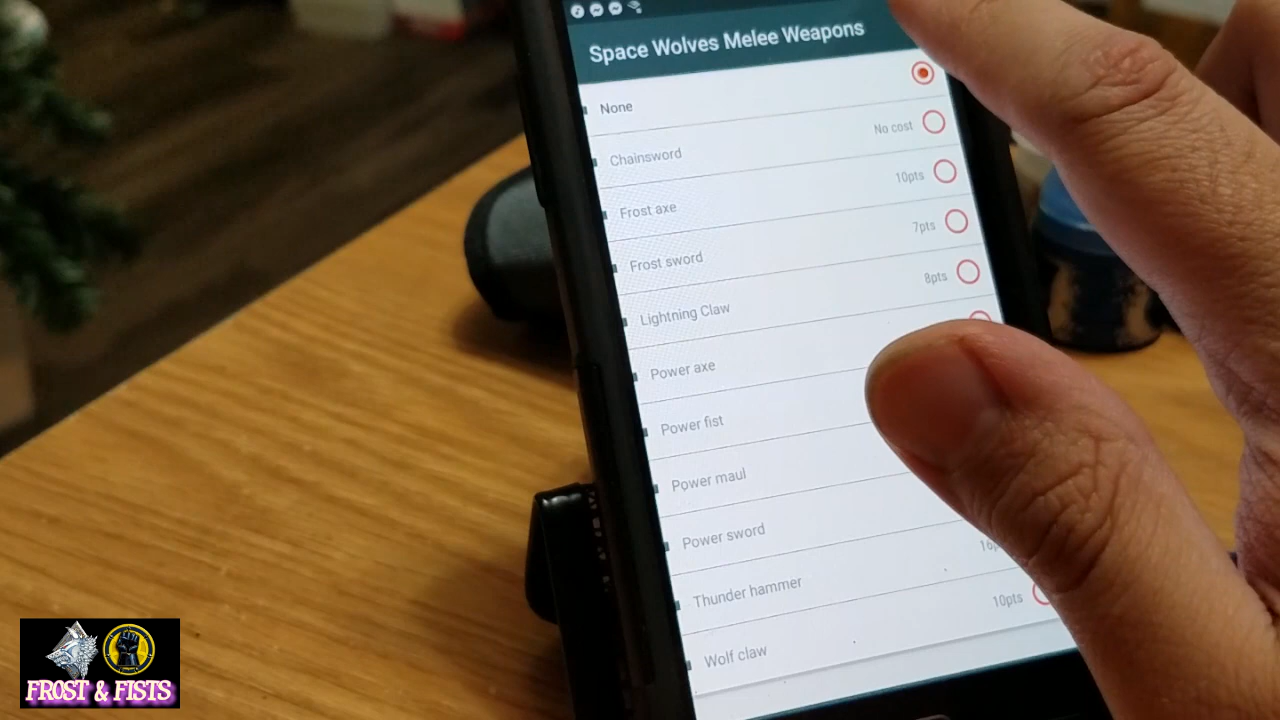 Space Wolves Melee Weapons
None
Chainsword No cost
Frost axe 10pts
Frost sword 7pts
Lightning Claw 8pts
Power axe
Power fist
Power maul
Power sword
Thunder hammer
Wolf claw 10pts
FROST & FISTS